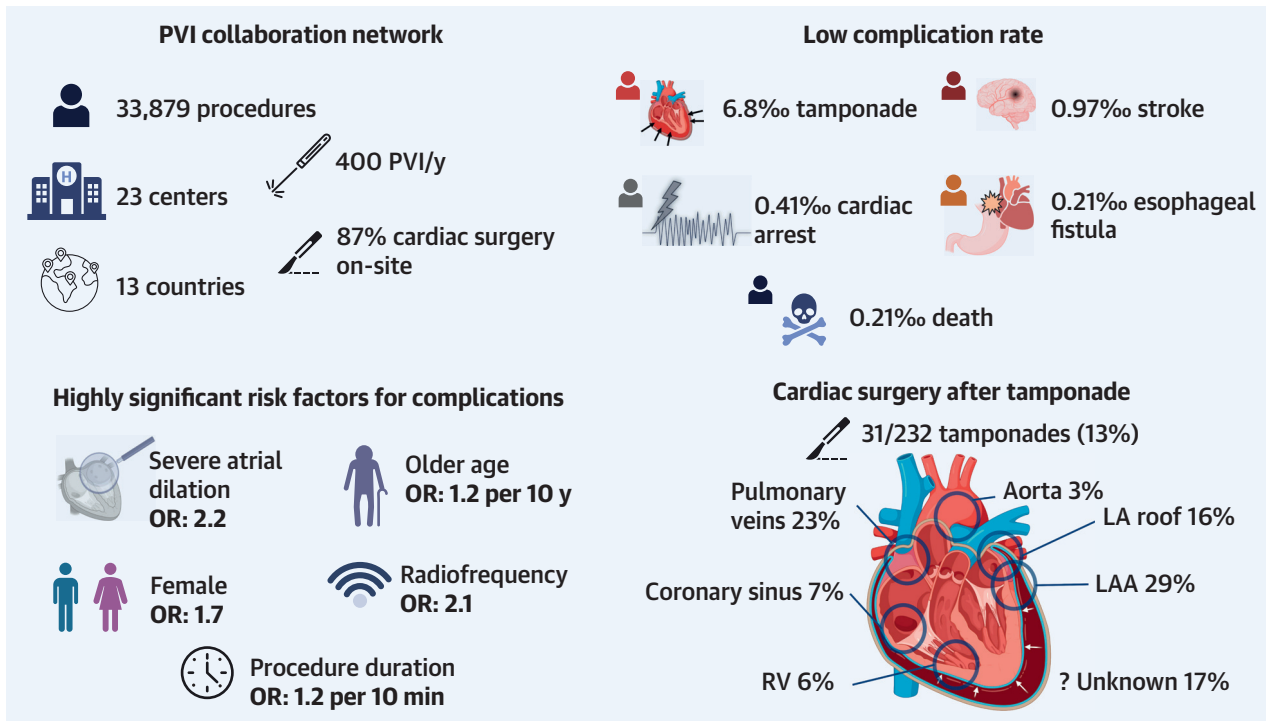 PVI collaboration network
33,879 procedures
400 PVI/y
23 centers
87% cardiac surgery
on-site
13 countries
Low complication rate
6.8‰ tamponade
0.97‰ stroke
0.41‰ cardiac
arrest
0.21‰ esophageal
fistula
0.21‰ death
Highly significant risk factors for complications
Severe atrial
dilation
OR: 2.2
Older age
OR: 1.2 per 10 y
Female
OR: 1.7
Radiofrequency
OR: 2.1
Procedure duration
OR: 1.2 per 10 min
Cardiac surgery after tamponade
31/232 tamponades (13%)
Pulmonary
veins 23%
Aorta 3%
LA roof 16%
Coronary sinus 7%
LAA 29%
RV 6%
? Unknown 17%
H